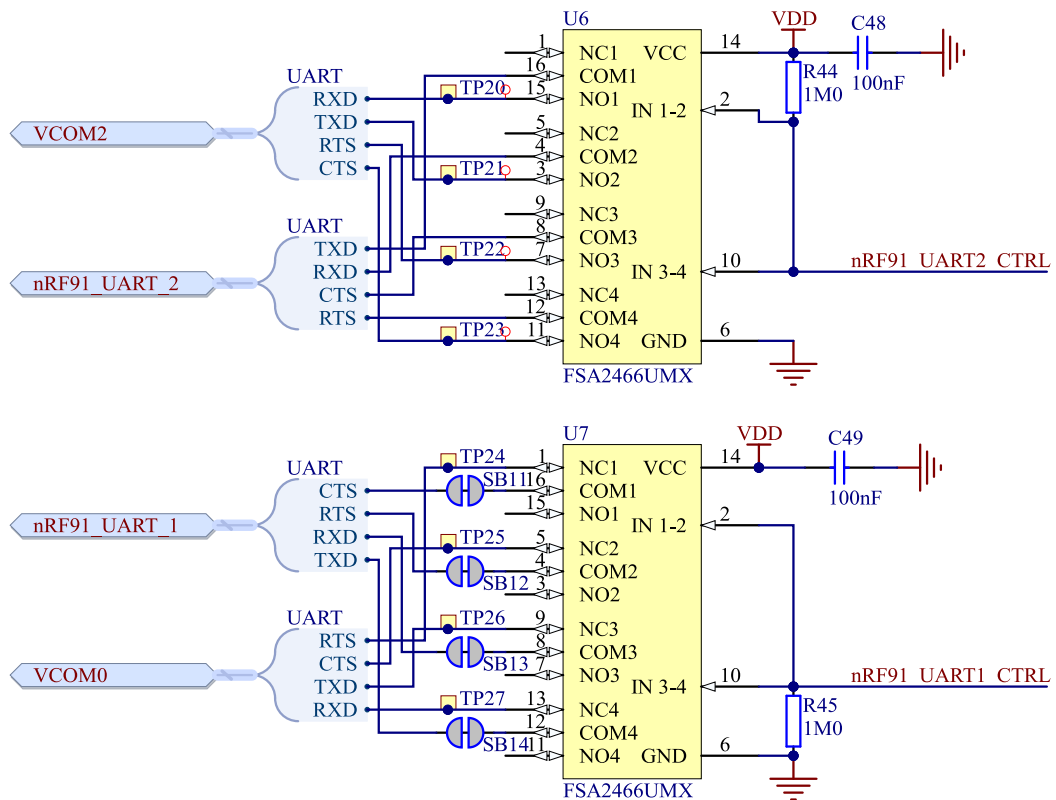 U6
VDD
C48
100nF
R44
1M0
1 NC1 VCC 14
16 COM1
TP20 15 NO1 IN 1-2 2
5 NC2
4 COM2
TP21 3 NO2
9 NC3
8 COM3
TP22 7 NO3 IN 3-4 10
13 NC4
12 COM4
TP23 11 NO4 GND 6
FSA2466UMX
nRF91_UART2_CTRL
UART
RXD
TXD
RTS
CTS
VCOM2
UART
TXD
RXD
CTS
RTS
nRF91_UART_2
U7
VDD
C49
100nF
TP24 1 NC1 VCC 14
SB11 16 COM1
15 NO1 IN 1-2 2
TP25 5 NC2
4 COM2
SB12 3 NO2
TP26 9 NC3
8 COM3
SB13 7 NO3 IN 3-4 10
TP27 13 NC4
12 COM4
SB14 11 NO4 GND 6
FSA2466UMX
nRF91_UART1_CTRL
R45
1M0
UART
CTS
RTS
RXD
TXD
nRF91_UART_1
UART
RTS
CTS
TXD
RXD
VCOM0